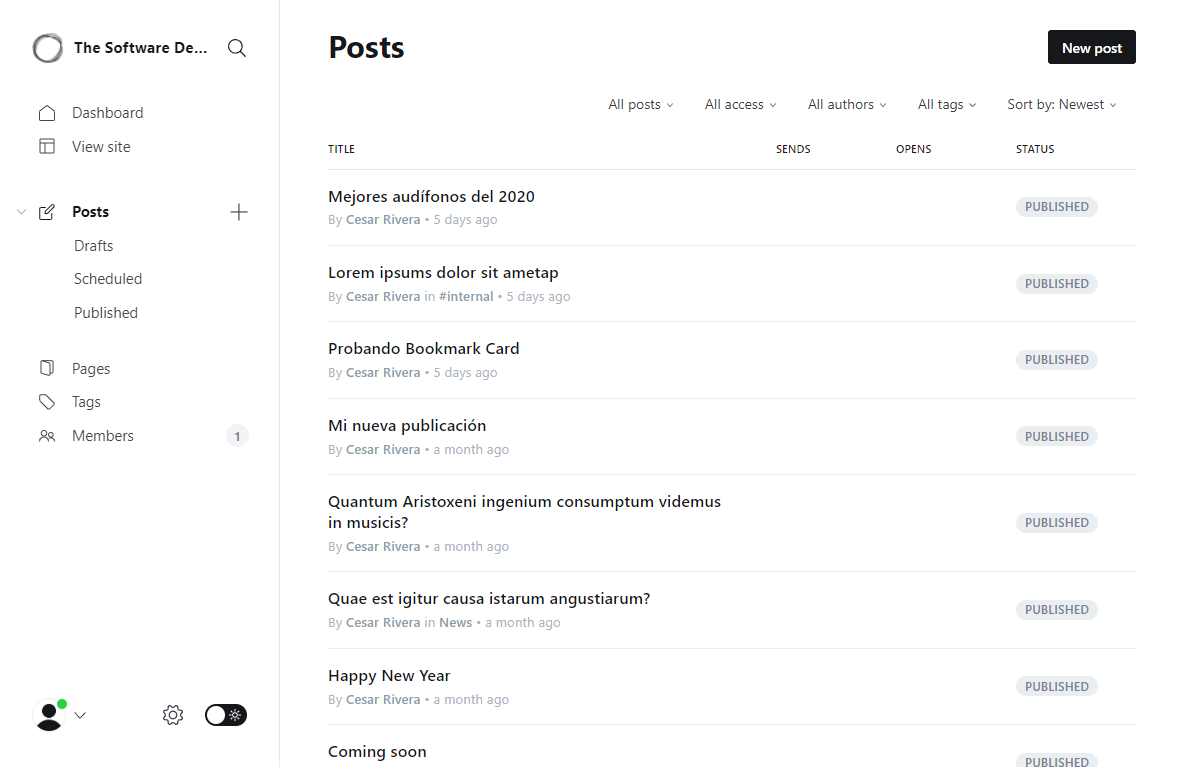 The Software De...
Dashboard
View site
Posts
Drafts
Scheduled
Published
Pages
Tags
Members 1
Posts
New post
All posts All access All authors All tags Sort by: Newest
TITLE SENDS OPENS STATUS
Mejores audífonos del 2020
By Cesar Rivera • 5 days ago
PUBLISHED
Lorem ipsums dolor sit ametap
By Cesar Rivera in #internal • 5 days ago
PUBLISHED
Probando Bookmark Card
By Cesar Rivera • 5 days ago
PUBLISHED
Mi nueva publicación
By Cesar Rivera • a month ago
PUBLISHED
Quantum Aristoxeni ingenium consumptum videmus
in musicis?
By Cesar Rivera • a month ago
PUBLISHED
Quae est igitur causa istarum angustiarum?
By Cesar Rivera in News • a month ago
PUBLISHED
Happy New Year
By Cesar Rivera • a month ago
PUBLISHED
Coming soon
PUBLISHED